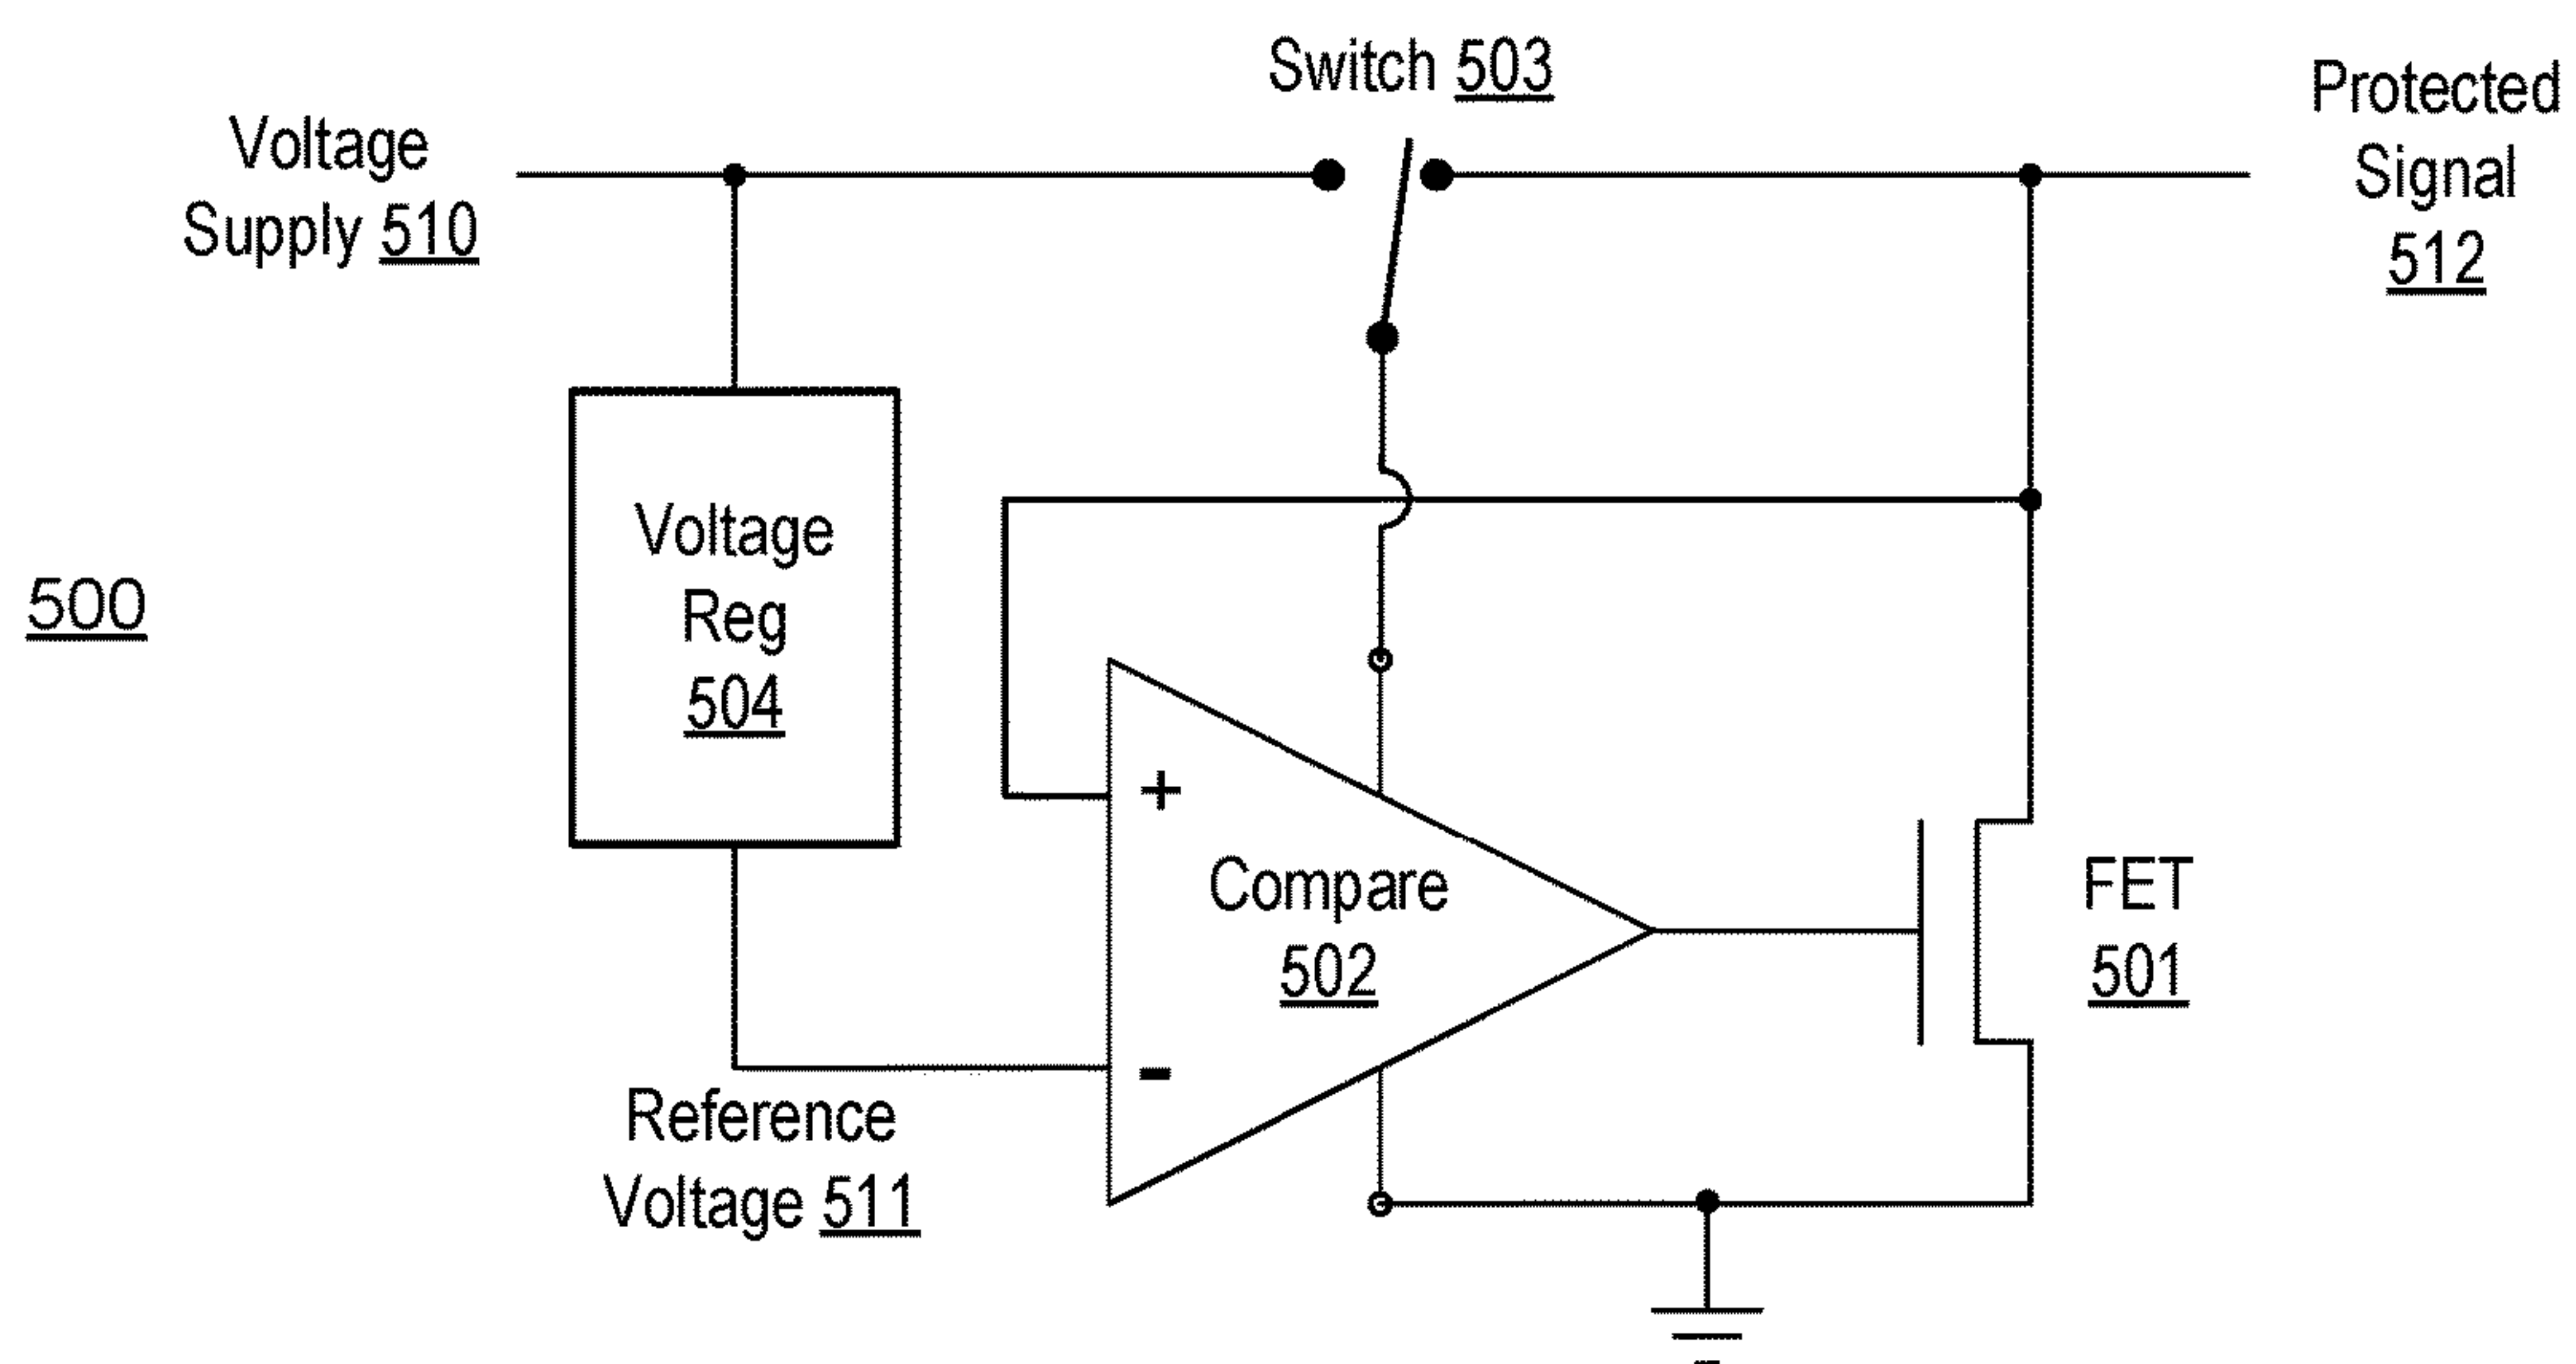 Switch 503
Voltage
Supply 510
Protected
Signal
512
500
Voltage
Reg
504
+
Compare
502
-
FET
501
Reference
Voltage 511